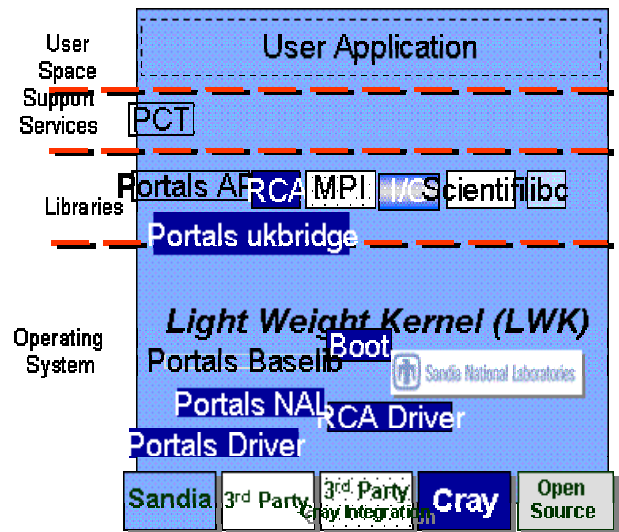 User
Space
User Application
Support
Services
PCT
Libraries
Portals AP
RCA
MPI
I/O
Scientifi
libc
Portals ukbridge
Operating
System
Light Weight Kernel (LWK)
Boot
Portals Baselib
Sandia National Laboratories
Portals NAL
RCA Driver
Portals Driver
Sandia
3rd Party
3rd Party
Cray Integration
Cray
Open
Source